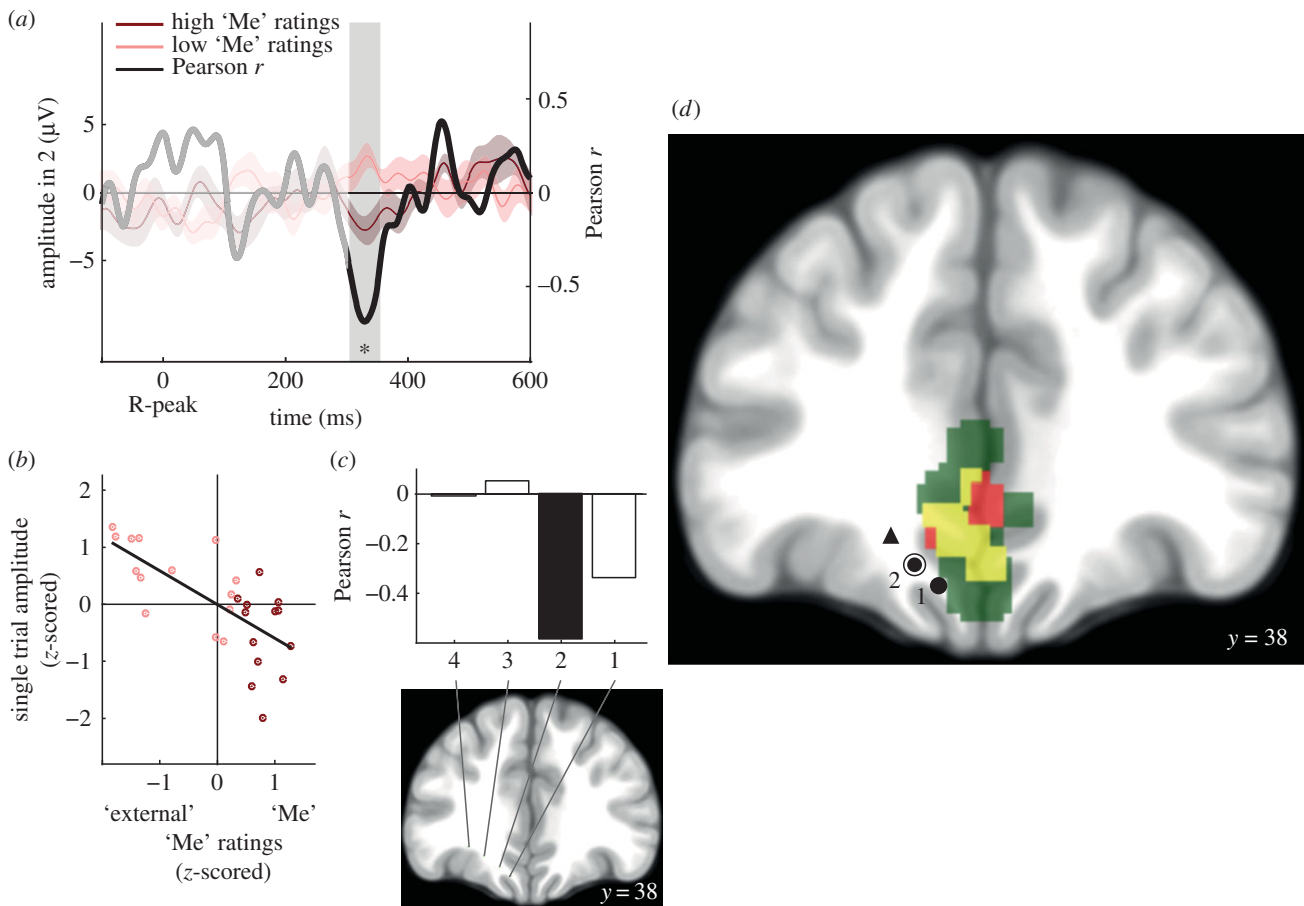 (a)
high ‘Me’ ratings
low ‘Me’ ratings
Pearson r
amplitude in 2 (µV)
5
0
−5
0.5
0
−0.5
Pearson r
*
0
200
400
600
R-peak
time (ms)
(b)
single trial amplitude
(z-scored)
2
1
0
−1
−2
−1
0
1
‘external’
‘Me’
‘Me’ ratings
(z-scored)
(c)
Pearson r
0
−0.2
−0.4
4
3
2
1
y = 38
(d)
2
1
y = 38